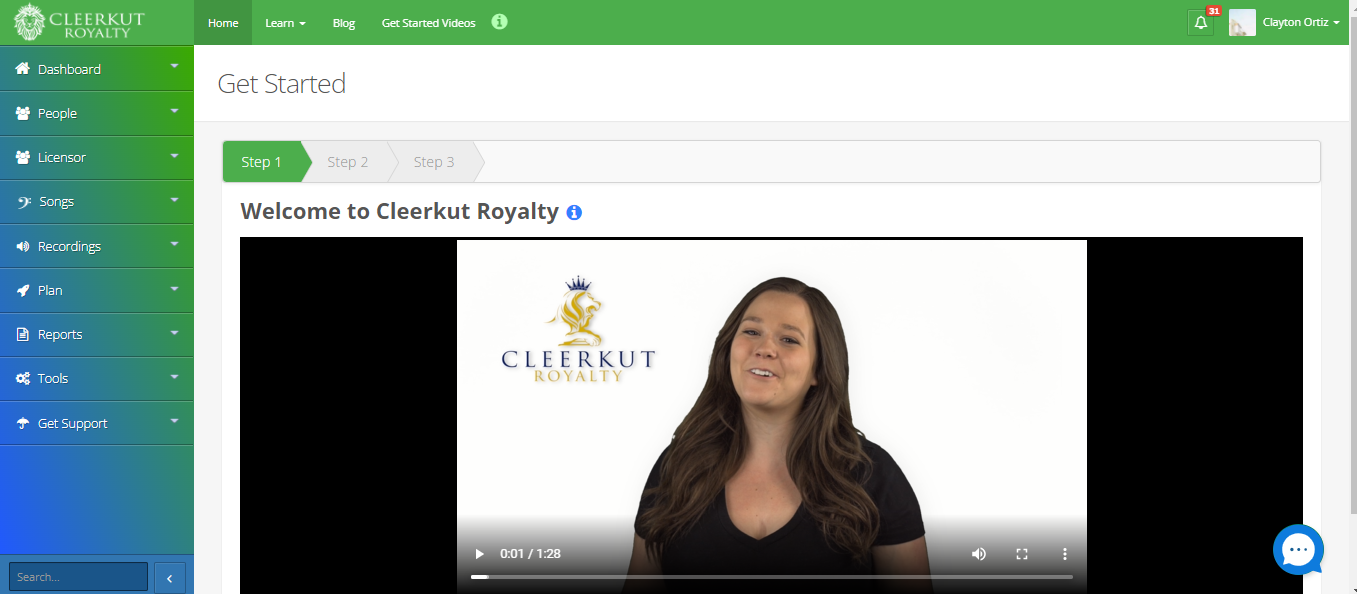 CLEERKUT
ROYALTY
Home
Learn
Blog
Get Started Videos
31
Clayton Ortiz
Dashboard
People
Licensor
Songs
Recordings
Plan
Reports
Tools
Get Support
Search...
Get Started
Step 1
Step 2
Step 3
Welcome to Cleerkut Royalty
CLEERKUT
ROYALTY
0:01 / 1:28